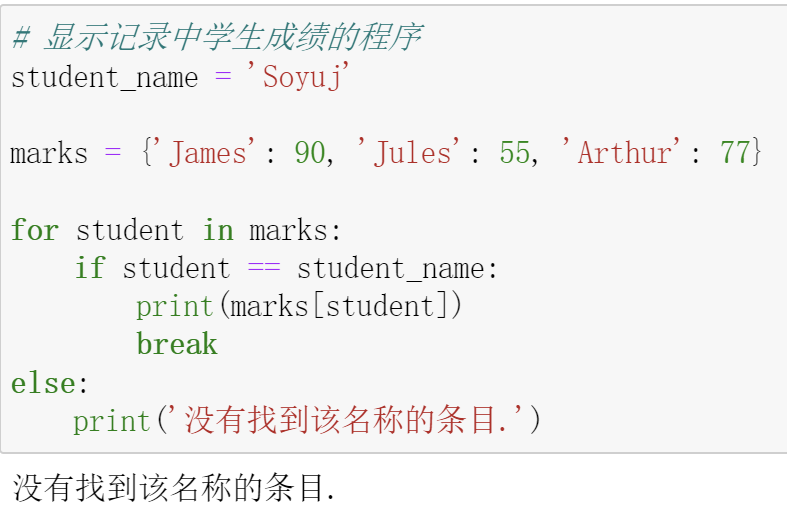 # 显示记录中学生成绩的程序
student_name = 'Soyuj'
marks = {'James': 90, 'Jules': 55, 'Arthur': 77}
for student in marks:
    if student == student_name:
        print(marks[student])
        break
else:
    print('没有找到该名称的条目.')
没有找到该名称的条目.